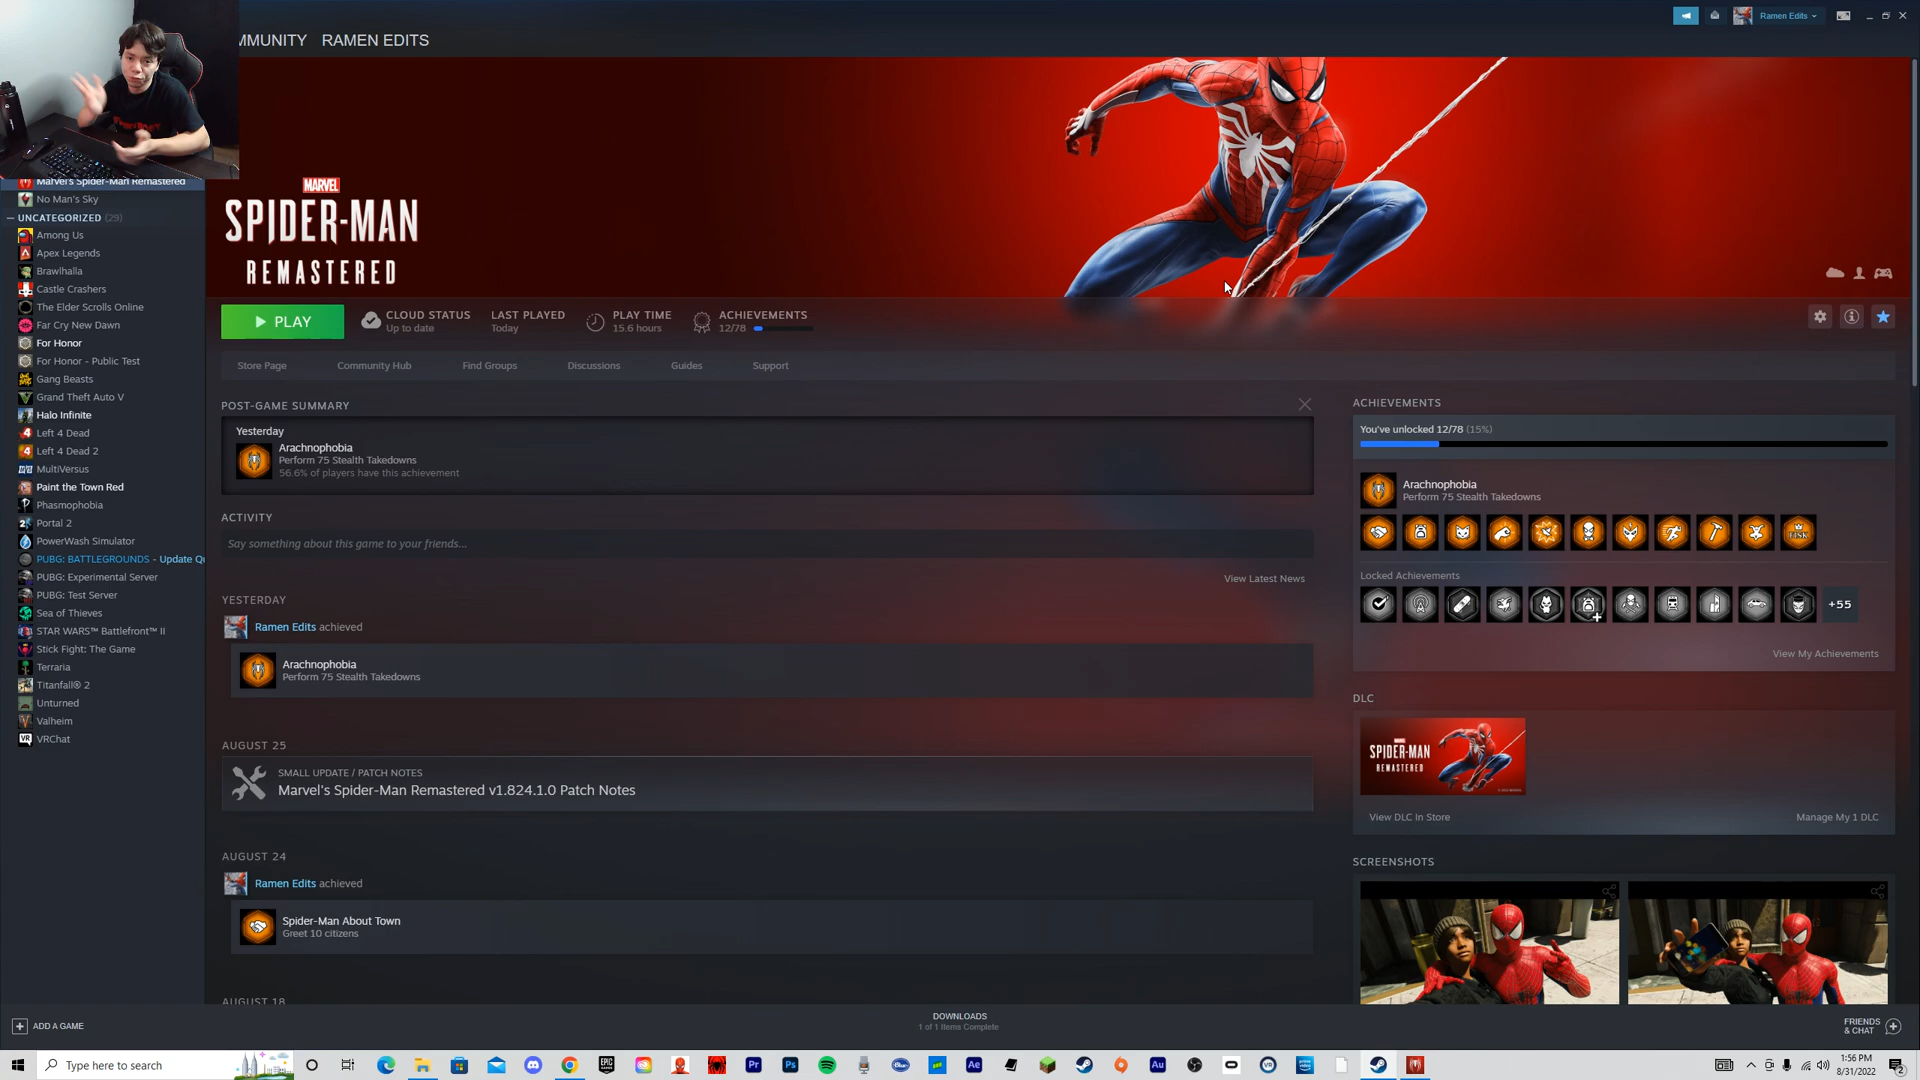 Ramen Edits
MMUNITY RAMEN EDITS
MARVEL
SPIDER-MAN
REMASTERED
PLAY
CLOUD STATUS
Up to date
LAST PLAYED
Today
PLAY TIME
15.6 hours
ACHIEVEMENTS
12/78
Store Page Community Hub Find Groups Discussions Guides Support
Marvel's Spider-Man Remastered
No Man's Sky
UNCATEGORIZED (29)
Among Us
Apex Legends
Brawlhalla
Castle Crashers
The Elder Scrolls Online
Far Cry New Dawn
For Honor
For Honor - Public Test
Gang Beasts
Grand Theft Auto V
Halo Infinite
Left 4 Dead
Left 4 Dead 2
MultiVersus
Paint the Town Red
Phasmophobia
Portal 2
PowerWash Simulator
PUBG: BATTLEGROUNDS - Update Qu
PUBG: Experimental Server
PUBG: Test Server
Sea of Thieves
STAR WARS™ Battlefront™ II
Stick Fight: The Game
Terraria
Titanfall® 2
Unturned
Valheim
VRChat
POST-GAME SUMMARY
Yesterday
Arachnophobia
Perform 75 Stealth Takedowns
56.6% of players have this achievement
ACTIVITY
Say something about this game to your friends...
View Latest News
YESTERDAY
Ramen Edits achieved
Arachnophobia
Perform 75 Stealth Takedowns
AUGUST 25
SMALL UPDATE / PATCH NOTES
Marvel's Spider-Man Remastered v1.824.1.0 Patch Notes
AUGUST 24
Ramen Edits achieved
Spider-Man About Town
Greet 10 citizens
AUGUST 18
ACHIEVEMENTS
You've unlocked 12/78 (15%)
Arachnophobia
Perform 75 Stealth Takedowns
FISK
Locked Achievements
+55
View My Achievements
DLC
SPIDER-MAN
REMASTERED
View DLC In Store
Manage My 1 DLC
SCREENSHOTS
ADD A GAME
DOWNLOADS
1 of 1 Items Complete
FRIENDS
& CHAT
Type here to search
EPIC
GAMES
Pr
Ps
Ae
Au
prime
video
1:56 PM
8/31/2022
2